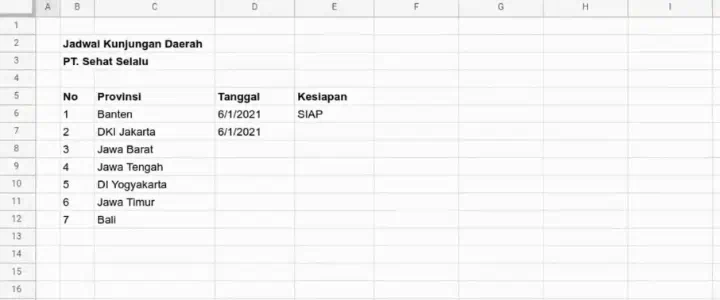 A B C D E F G H I
1
2 Jadwal Kunjungan Daerah
3 PT. Sehat Selalu
4
5 No Provinsi Tanggal Kesiapan
6 1 Banten 6/1/2021 SIAP
7 2 DKI Jakarta 6/1/2021
8 3 Jawa Barat
9 4 Jawa Tengah
10 5 DI Yogyakarta
11 6 Jawa Timur
12 7 Bali
13
14
15
16